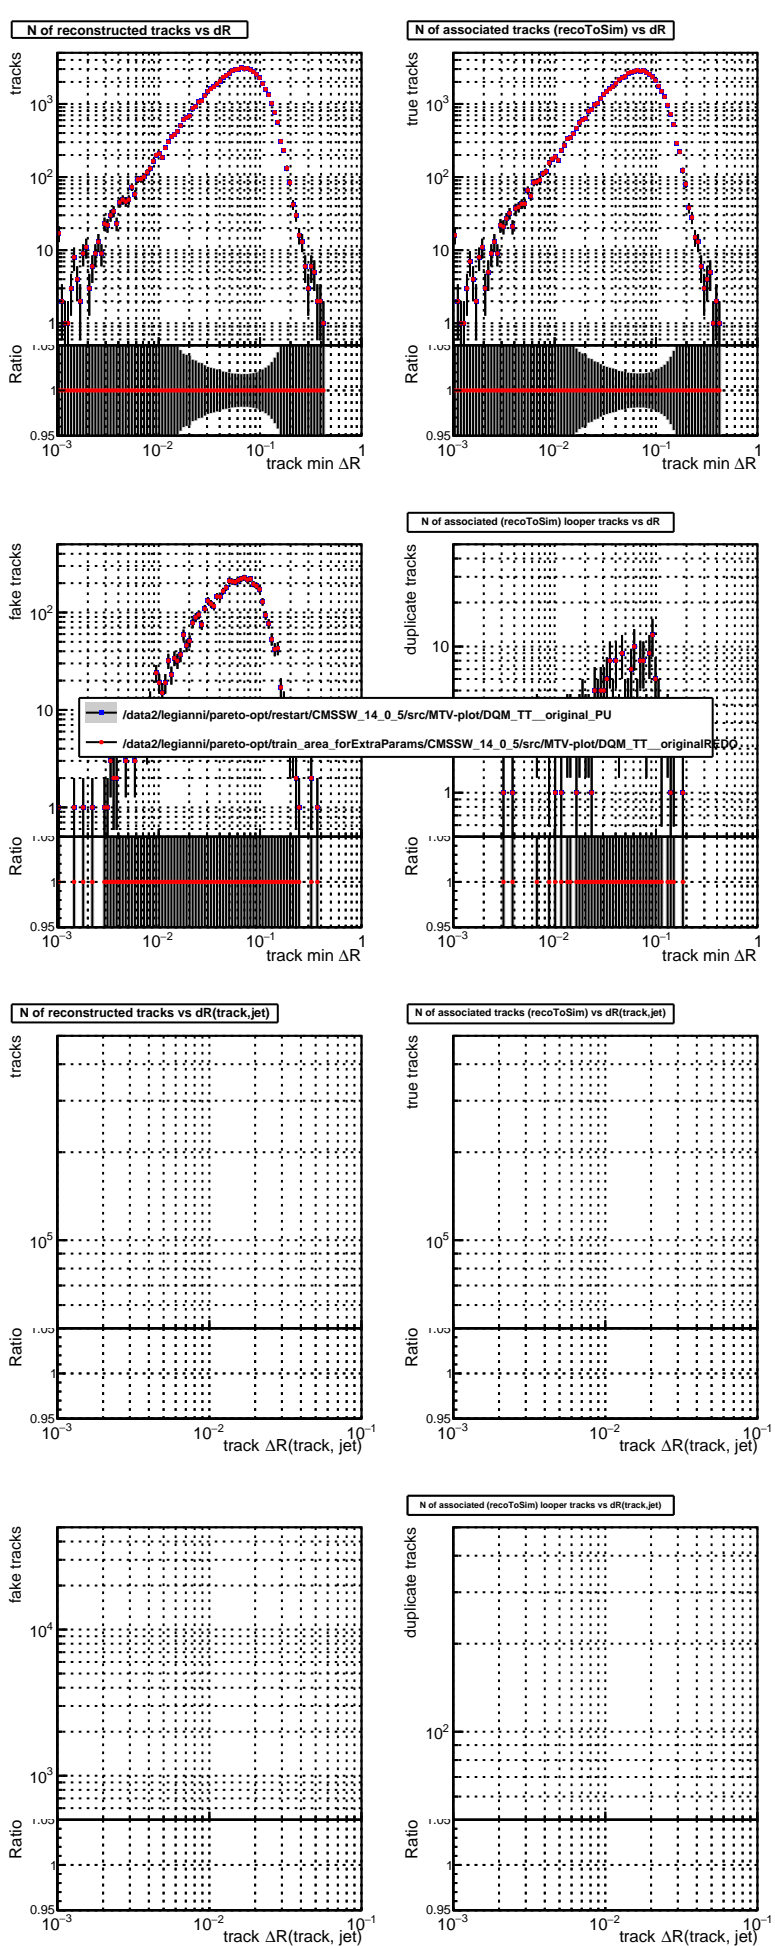 N of reconstructed tracks vs dR
N of associated tracks (recoToSim) vs dR
tracks
10³
10²
10
1
Ratio
1.05
1
0.95
10⁻³
10⁻²
10⁻¹
1
track min ΔR
true tracks
10³
10²
10
1
Ratio
1.05
1
0.95
10⁻³
10⁻²
10⁻¹
1
track min ΔR
N of associated (recoToSim) looper tracks vs dR
fake tracks
10²
10
1
Ratio
1.05
1
0.95
10⁻³
10⁻²
10⁻¹
1
track min ΔR
duplicate tracks
10
1
Ratio
1.05
1
0.95
10⁻³
10⁻²
10⁻¹
1
track min ΔR
/data2/legianni/pareto-opt/restart/CMSSW_14_0_5/src/MTV-plot/DQM_TT__original_PU
/data2/legianni/pareto-opt/train_area_forExtraParams/CMSSW_14_0_5/src/MTV-plot/DQM_TT__originalREDO
N of reconstructed tracks vs dR(track,jet)
N of associated tracks (recoToSim) vs dR(track,jet)
tracks
10⁵
Ratio
1.05
1
0.95
10⁻³
10⁻²
10⁻¹
track ΔR(track, jet)
true tracks
10⁵
Ratio
1.05
1
0.95
10⁻³
10⁻²
10⁻¹
track ΔR(track, jet)
N of associated (recoToSim) looper tracks vs dR(track,jet)
fake tracks
10⁴
10³
Ratio
1.05
1
0.95
10⁻³
10⁻²
10⁻¹
track ΔR(track, jet)
duplicate tracks
10²
Ratio
1.05
1
0.95
10⁻³
10⁻²
10⁻¹
track ΔR(track, jet)